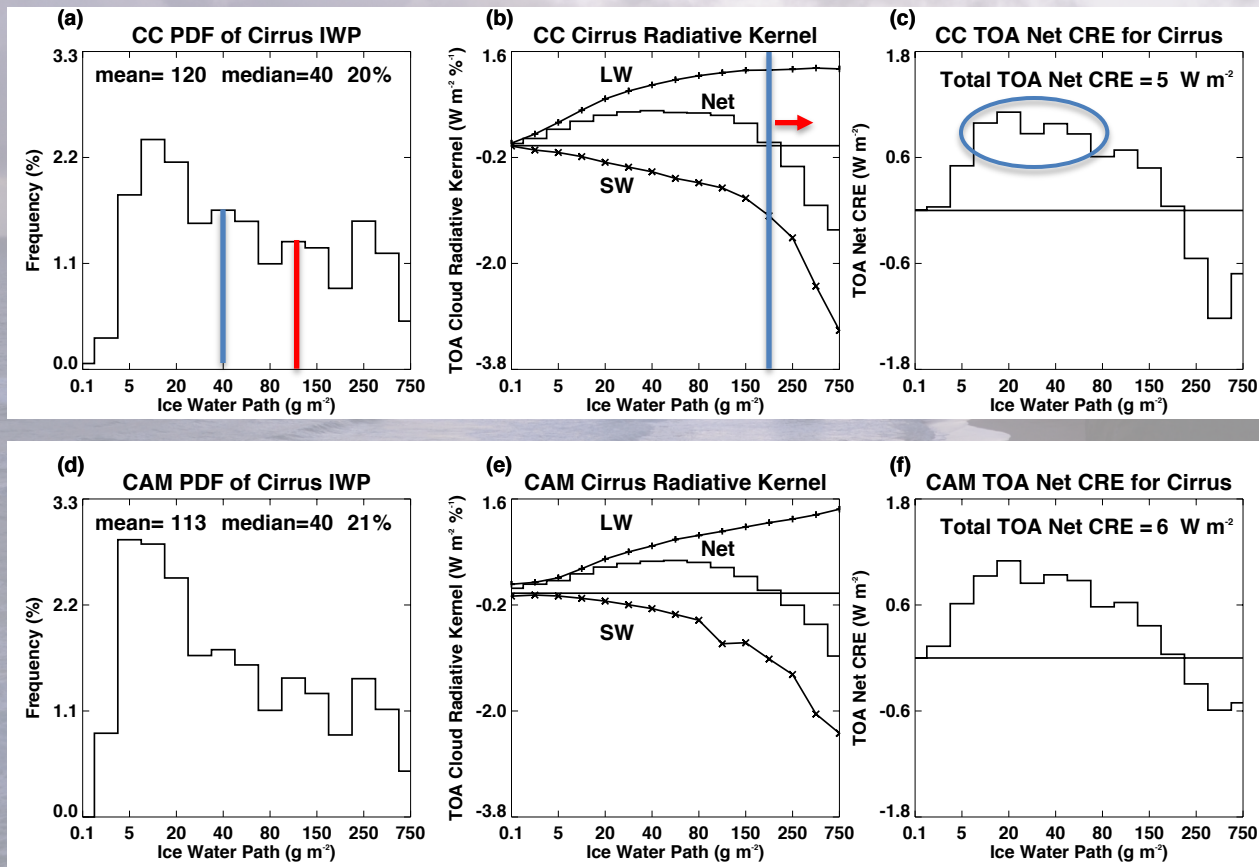 (a)
CC PDF of Cirrus IWP
3.3
mean= 120 median=40 20%
2.2
1.1
0.0
Frequency (%)
0.1 5 20 40 80 150 250 750
Ice Water Path (g m-2)
(b)
CC Cirrus Radiative Kernel
1.6
LW
Net
-0.2
SW
-2.0
-3.8
TOA Cloud Radiative Kernel (W m-2 %-1)
0.1 5 20 40 80 150 250 750
Ice Water Path (g m-2)
(c)
CC TOA Net CRE for Cirrus
1.8
Total TOA Net CRE = 5 W m-2
0.6
-0.6
-1.8
TOA Net CRE (W m-2)
0.1 5 20 40 80 150 250 750
Ice Water Path (g m-2)
(d)
CAM PDF of Cirrus IWP
3.3
mean= 113 median=40 21%
2.2
1.1
0.0
Frequency (%)
0.1 5 20 40 80 150 250 750
Ice Water Path (g m-2)
(e)
CAM Cirrus Radiative Kernel
1.6
LW
Net
-0.2
SW
-2.0
-3.8
TOA Cloud Radiative Kernel (W m-2 %-1)
0.1 5 20 40 80 150 250 750
Ice Water Path (g m-2)
(f)
CAM TOA Net CRE for Cirrus
1.8
Total TOA Net CRE = 6 W m-2
0.6
-0.6
-1.8
TOA Net CRE (W m-2)
0.1 5 20 40 80 150 250 750
Ice Water Path (g m-2)